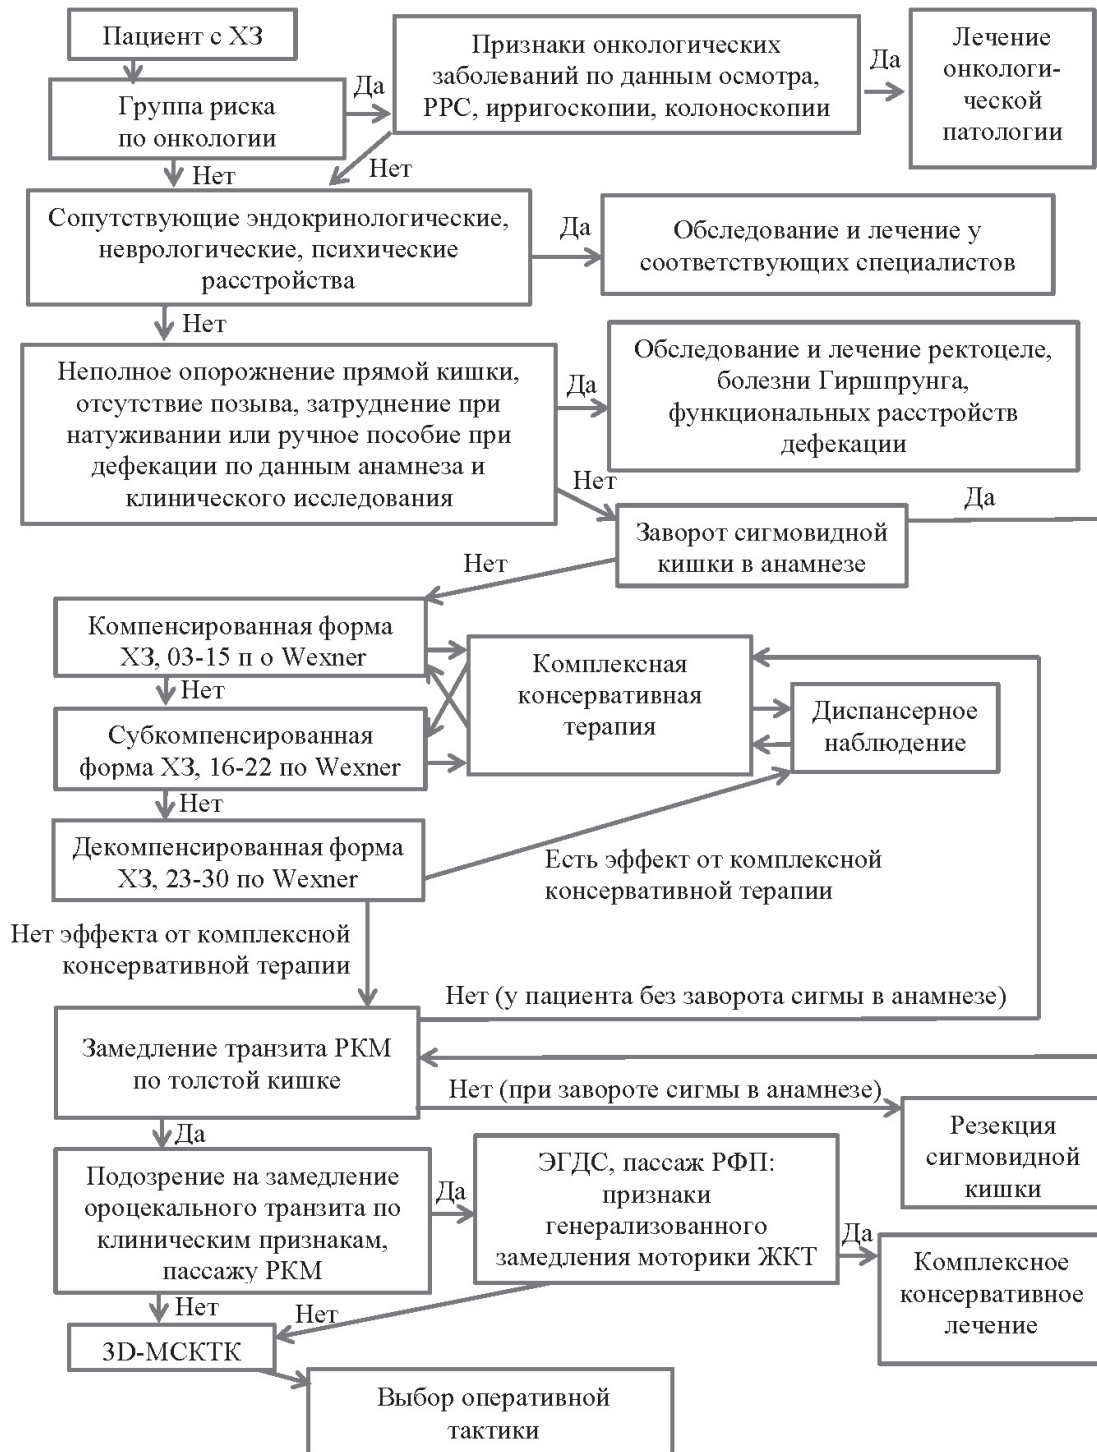 Пациент с ХЗ
Группа риска
по онкологии
Да
Признаки онкологических
заболеваний по данным осмотра,
РРС, ирригоскопии, колоноскопии
Да
Лечение
онкологи-
ческой
патологии
Нет
Нет
Сопутствующие эндокринологические,
неврологические, психические
расстройства
Да
Обследование и лечение у
соответствующих специалистов
Нет
Неполное опорожнение прямой кишки,
отсутствие позыва, затруднение при
натуживании или ручное пособие при
дефекации по данным анамнеза и
клинического исследования
Да
Обследование и лечение ректоцеле,
болезни Гиршпрунга,
функциональных расстройств
дефекации
Нет
Заворот сигмовидной
кишки в анамнезе
Да
Нет
Компенсированная форма
ХЗ, 03-15 п о Wexner
Нет
Субкомпенсированная
форма ХЗ, 16-22 по Wexner
Нет
Декомпенсированная форма
ХЗ, 23-30 по Wexner
Комплексная
консервативная
терапия
Диспансерное
наблюдение
Есть эффект от комплексной
консервативной терапии
Нет эффекта от комплексной
консервативной терапии
Нет (у пациента без заворота сигмы в анамнезе)
Замедление транзита РКМ
по толстой кишке
Нет (при завороте сигмы в анамнезе)
Резекция
сигмовидной
кишки
Да
Подозрение на замедление
ороцекального транзита по
клиническим признакам,
пассажу РКМ
Да
ЭГДС, пассаж РФП:
признаки
генерализованного
замедления моторики ЖКТ
Да
Комплексное
консервативное
лечение
Нет
Нет
3D-МСКТК
Выбор оперативной
тактики